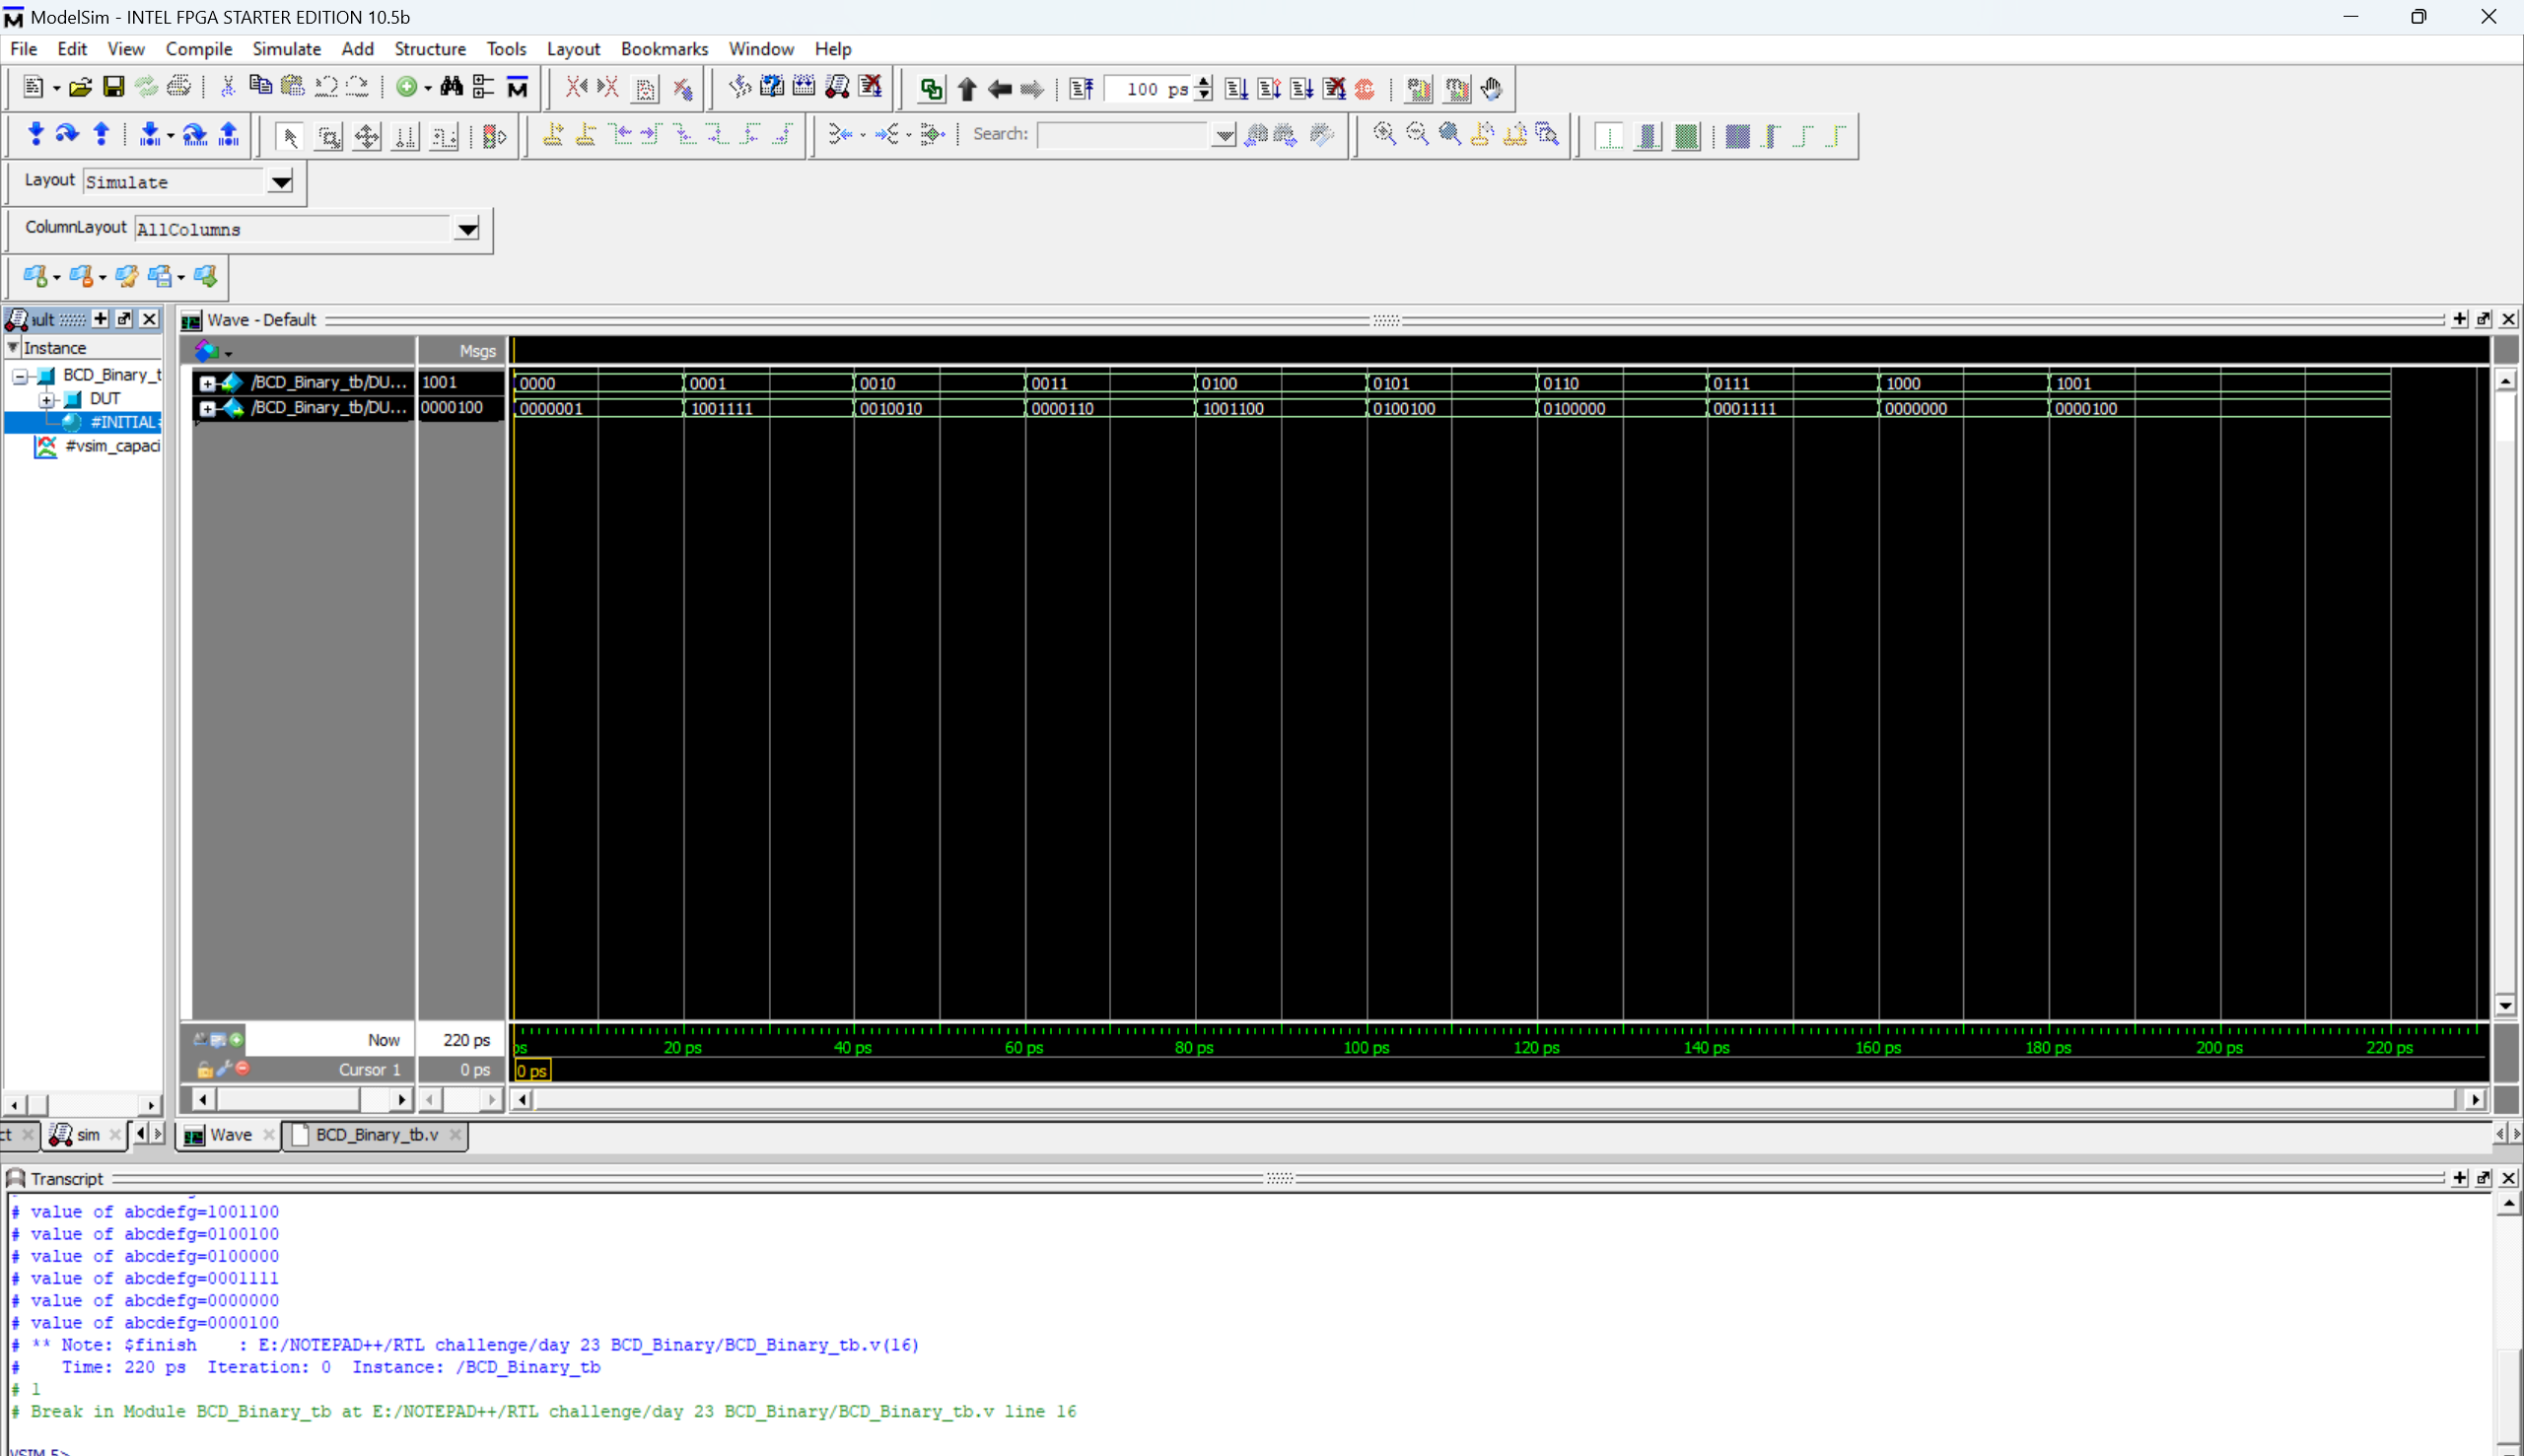 ModelSim - INTEL FPGA STARTER EDITION 10.5b
File Edit View Compile Simulate Add Structure Tools Layout Bookmarks Window Help
100 ps
Search:
Layout Simulate
ColumnLayout AllColumns
ult
Wave - Default
Instance
Msgs
BCD_Binary_t
DUT
#INITIAL
#vsim_capaci
/BCD_Binary_tb/DU... 1001 0000 0001 0010 0011 0100 0101 0110 0111 1000 1001
/BCD_Binary_tb/DU... 0000100 0000001 1001111 0010010 0000110 1001100 0100100 0100000 0001111 0000000 0000100
Now 220 ps ps 20 ps 40 ps 60 ps 80 ps 100 ps 120 ps 140 ps 160 ps 180 ps 200 ps 220 ps
Cursor 1 0 ps 0 ps
ct sim Wave BCD_Binary_tb.v
Transcript
# value of abcdefg=1001100
# value of abcdefg=0100100
# value of abcdefg=0100000
# value of abcdefg=0001111
# value of abcdefg=0000000
# value of abcdefg=0000100
# ** Note: $finish    : E:/NOTEPAD++/RTL challenge/day 23 BCD_Binary/BCD_Binary_tb.v(16)
#    Time: 220 ps  Iteration: 0  Instance: /BCD_Binary_tb
# 1
# Break in Module BCD_Binary_tb at E:/NOTEPAD++/RTL challenge/day 23 BCD_Binary/BCD_Binary_tb.v line 16